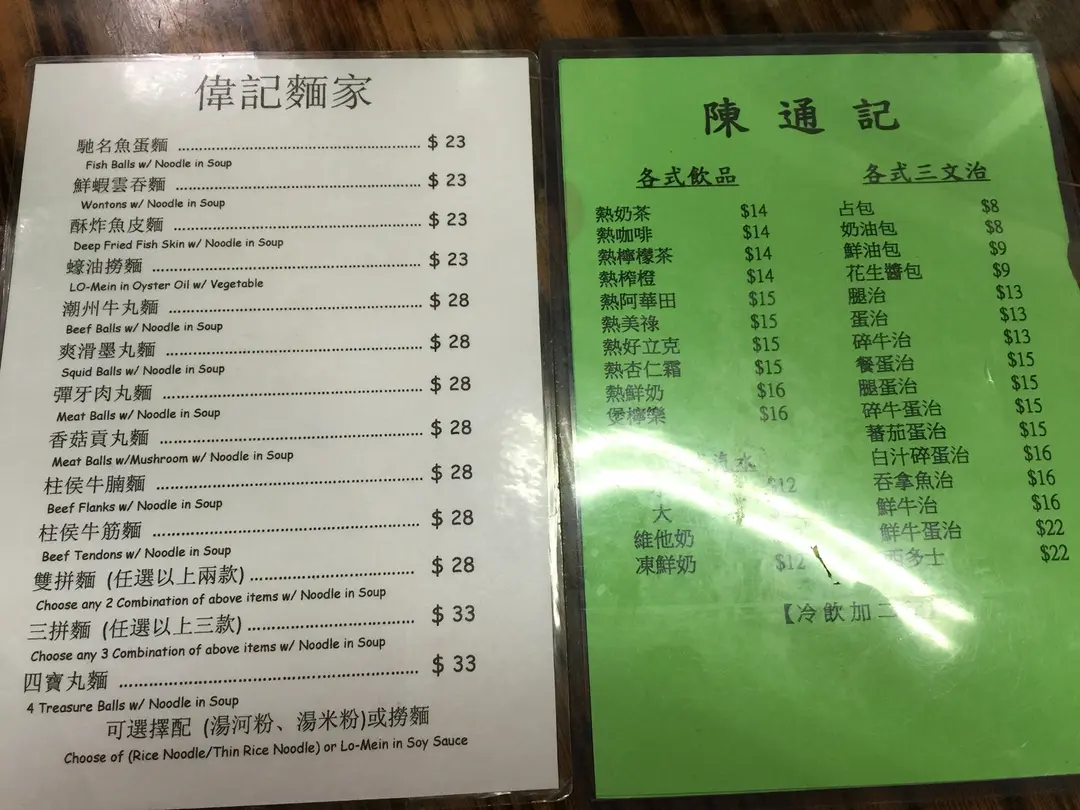 偉記麵家
馳名魚蛋麵 $ 23
Fish Balls w/ Noodle in Soup
鮮蝦雲吞麵 $ 23
Wontons w/ Noodle in Soup
酥炸魚皮麵 $ 23
Deep Fried Fish Skin w/ Noodle in Soup
蠔油撈麵 $ 23
LO-Mein in Oyster Oil w/ Vegetable
潮州牛丸麵 $ 28
Beef Balls w/ Noodle in Soup
爽滑墨丸麵 $ 28
Squid Balls w/ Noodle in Soup
彈牙肉丸麵 $ 28
Meat Balls w/ Noodle in Soup
香菇貢丸麵 $ 28
Meat Balls w/Mushroom w/ Noodle in Soup
柱侯牛腩麵 $ 28
Beef Flanks w/ Noodle in Soup
柱侯牛筋麵 $ 28
Beef Tendons w/ Noodle in Soup
雙拼麵 (任選以上兩款) $ 28
Choose any 2 Combination of above items w/ Noodle in Soup
三拼麵 (任選以上三款) $ 33
Choose any 3 Combination of above items w/ Noodle in Soup
四寶丸麵 $ 33
4 Treasure Balls w/ Noodle in Soup
可選擇配 (湯河粉、湯米粉)或撈麵
Choose of (Rice Noodle/Thin Rice Noodle) or Lo-Mein in Soy Sauce
陳通記
各式飲品
熱奶茶 $14
熱咖啡 $14
熱檸檬茶 $14
熱榨橙 $14
熱阿華田 $15
熱美祿 $15
熱好立克 $15
熱杏仁霜 $15
熱鮮奶 $16
煲檸樂 $16
水
$12
大
維他奶
凍鮮奶 $12
各式三文治
占包 $8
奶油包 $8
鮮油包 $9
花生醬包 $9
腿治 $13
蛋治 $13
碎牛治 $13
餐蛋治 $15
腿蛋治 $15
碎牛蛋治 $15
蕃茄蛋治 $15
白汁碎蛋治 $16
吞拿魚治 $16
鮮牛治 $16
鮮牛蛋治 $22
西多士 $22
【冷飲加二